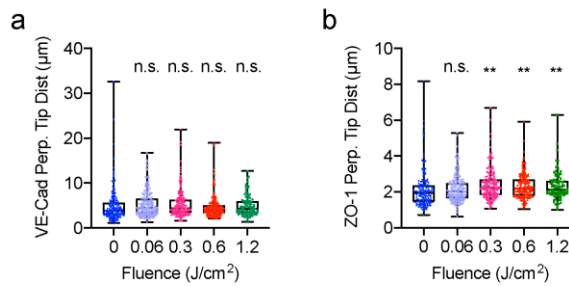 a
VE-Cad Perp. Tip Dist (µm)
40
30
20
10
0
n.s. n.s. n.s. n.s.
0 0.06 0.3 0.6 1.2
Fluence (J/cm²)
b
ZO-1 Perp. Tip Dist (µm)
10
8
6
4
2
0
n.s. ** ** **
0 0.06 0.3 0.6 1.2
Fluence (J/cm²)